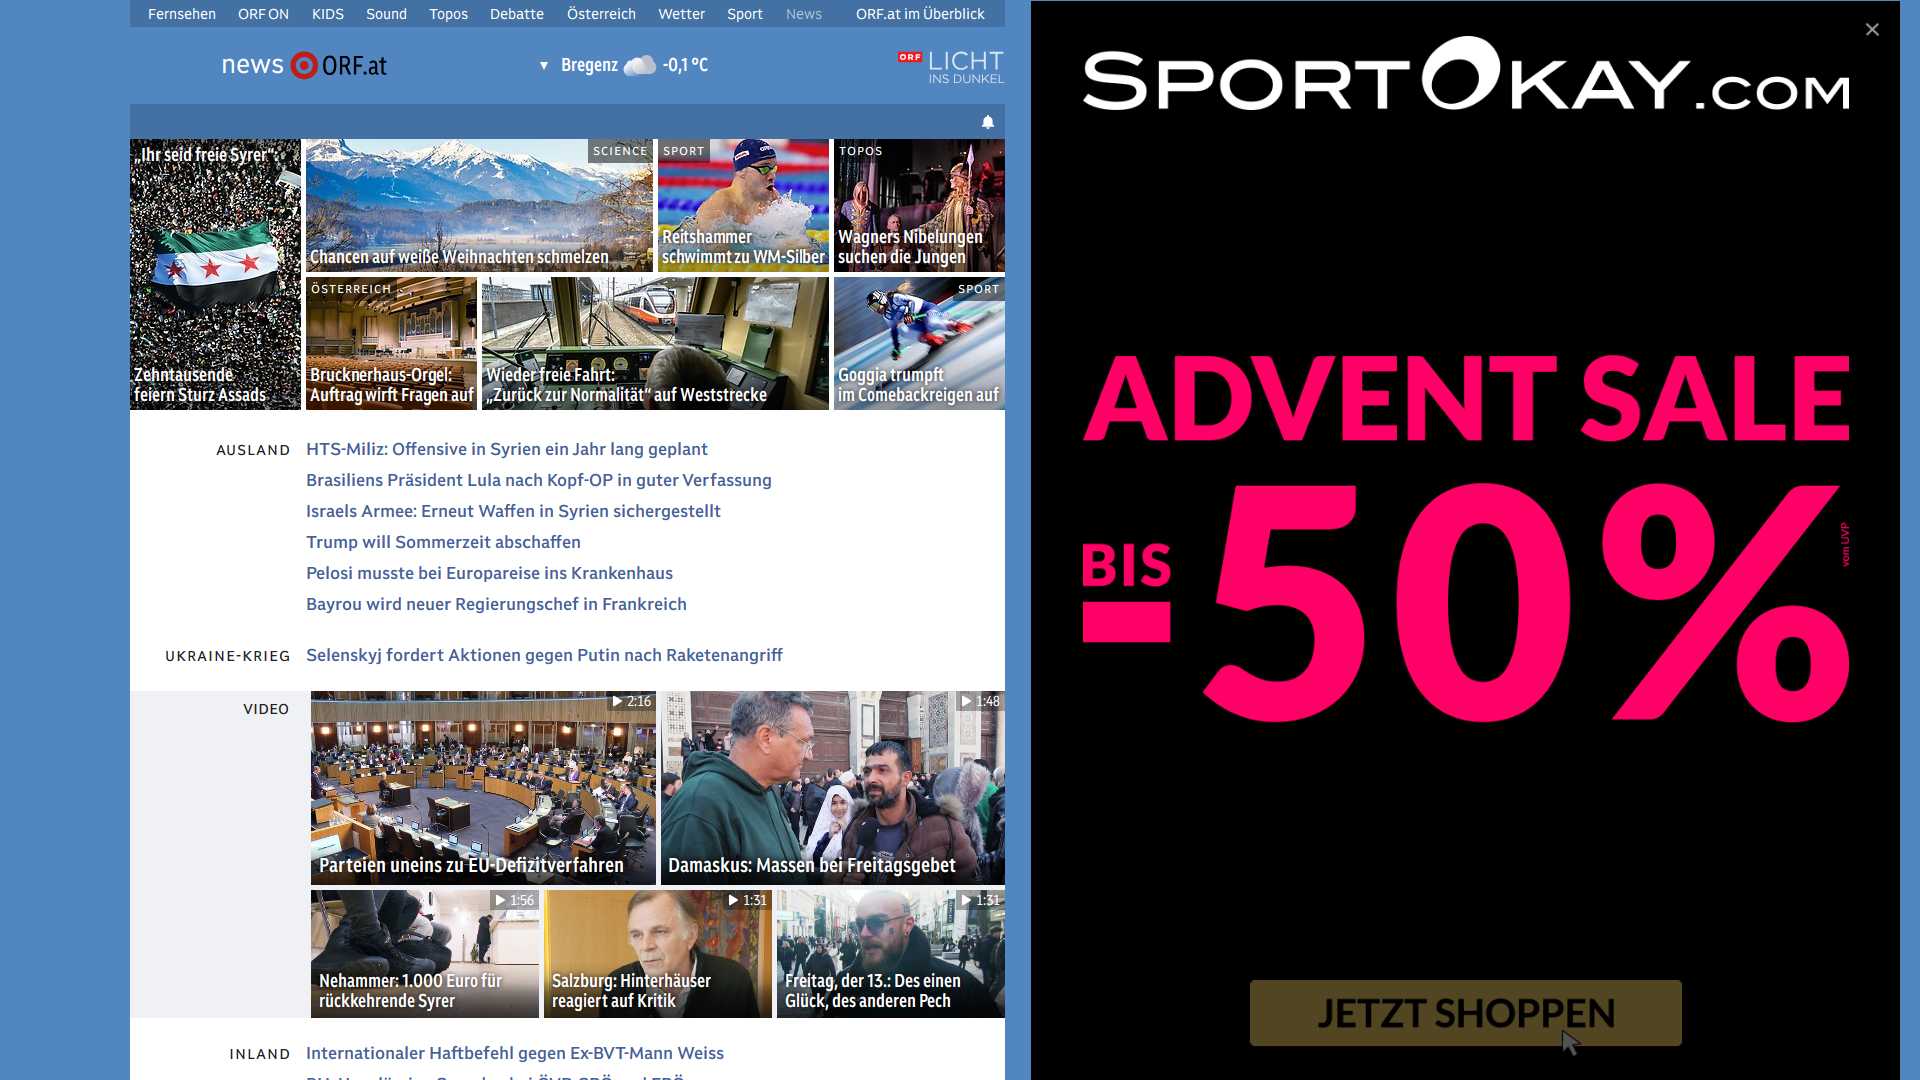 Fernsehen ORF ON KIDS Sound Topos Debatte Österreich Wetter Sport News ORF.at im Überblick
news ORF.at
Bregenz -0,1 °C
ORF LICHT
INS DUNKEL
„Ihr seid freie Syrer“:
Zehntausende
feiern Sturz Assads
SCIENCE
Chancen auf weiße Weihnachten schmelzen
SPORT
Reitshammer
schwimmt zu WM-Silber
TOPOS
Wagners Nibelungen
suchen die Jungen
ÖSTERREICH
Brucknerhaus-Orgel:
Auftrag wirft Fragen auf
Wieder freie Fahrt:
„Zurück zur Normalität“ auf Weststrecke
SPORT
Goggia trumpft
im Comebackreigen auf
AUSLAND
HTS-Miliz: Offensive in Syrien ein Jahr lang geplant
Brasiliens Präsident Lula nach Kopf-OP in guter Verfassung
Israels Armee: Erneut Waffen in Syrien sichergestellt
Trump will Sommerzeit abschaffen
Pelosi musste bei Europareise ins Krankenhaus
Bayrou wird neuer Regierungschef in Frankreich
UKRAINE-KRIEG
Selenskyj fordert Aktionen gegen Putin nach Raketenangriff
VIDEO
2:16
Parteien uneins zu EU-Defizitverfahren
1:48
Damaskus: Massen bei Freitagsgebet
1:56
Nehammer: 1.000 Euro für
rückkehrende Syrer
1:31
Salzburg: Hinterhäuser
reagiert auf Kritik
1:31
Freitag, der 13.: Des einen
Glück, des anderen Pech
INLAND
Internationaler Haftbefehl gegen Ex-BVT-Mann Weiss
SPORTOKAY.COM
ADVENT SALE
BIS
-50%
vom UVP
JETZT SHOPPEN